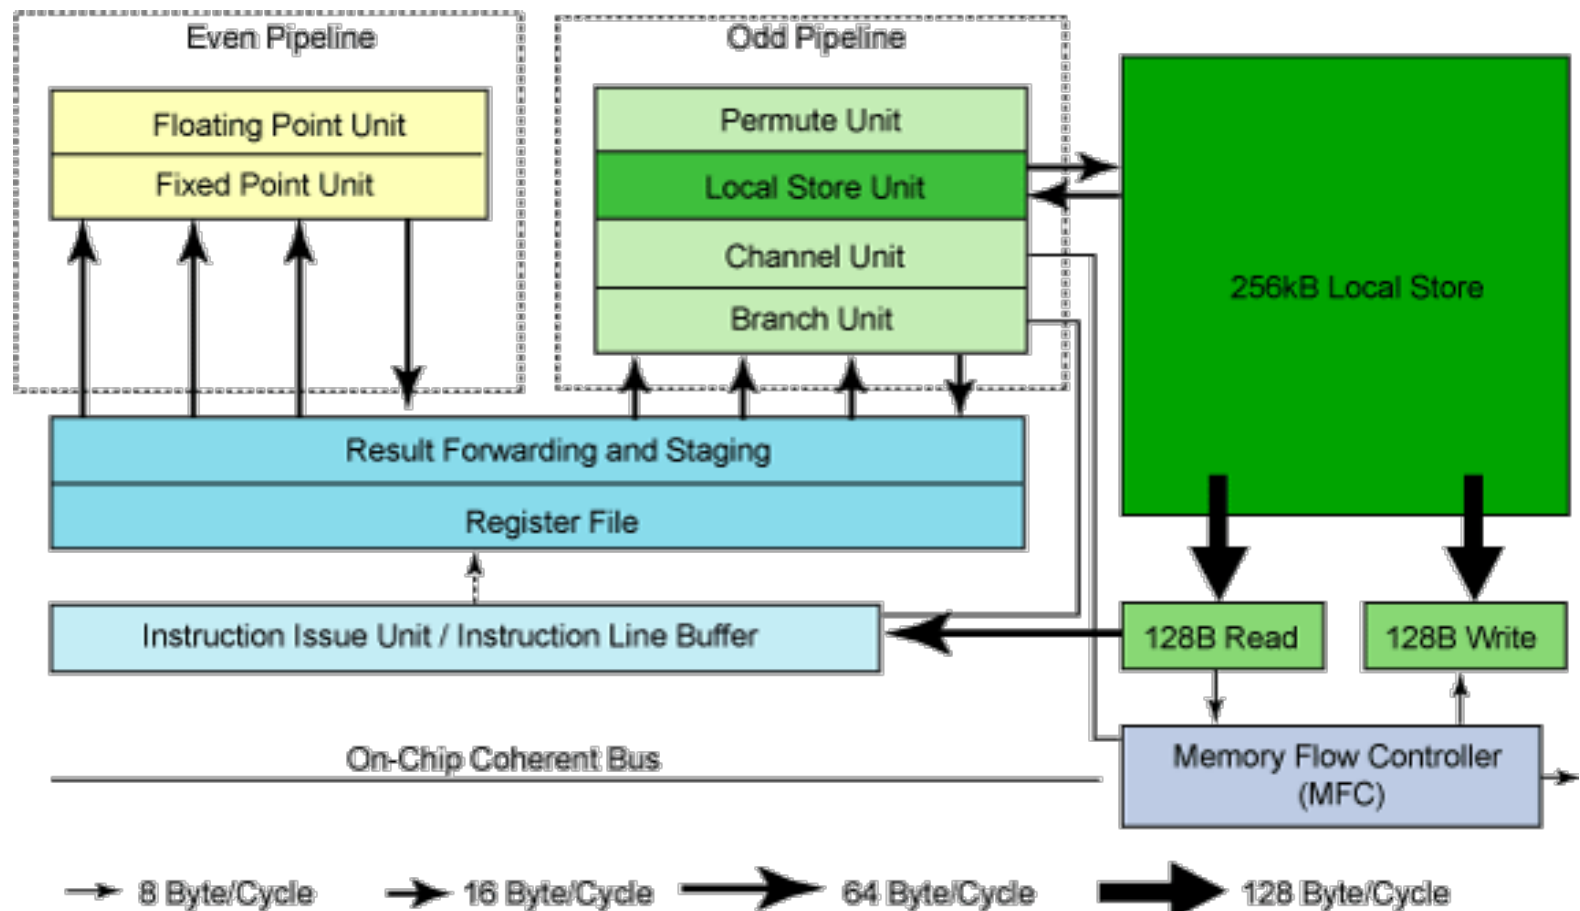 Even Pipeline
Floating Point Unit
Fixed Point Unit
Odd Pipeline
Permute Unit
Local Store Unit
Channel Unit
Branch Unit
256kB Local Store
Result Forwarding and Staging
Register File
Instruction Issue Unit / Instruction Line Buffer
128B Read
128B Write
On-Chip Coherent Bus
Memory Flow Controller
(MFC)
8 Byte/Cycle
16 Byte/Cycle
64 Byte/Cycle
128 Byte/Cycle